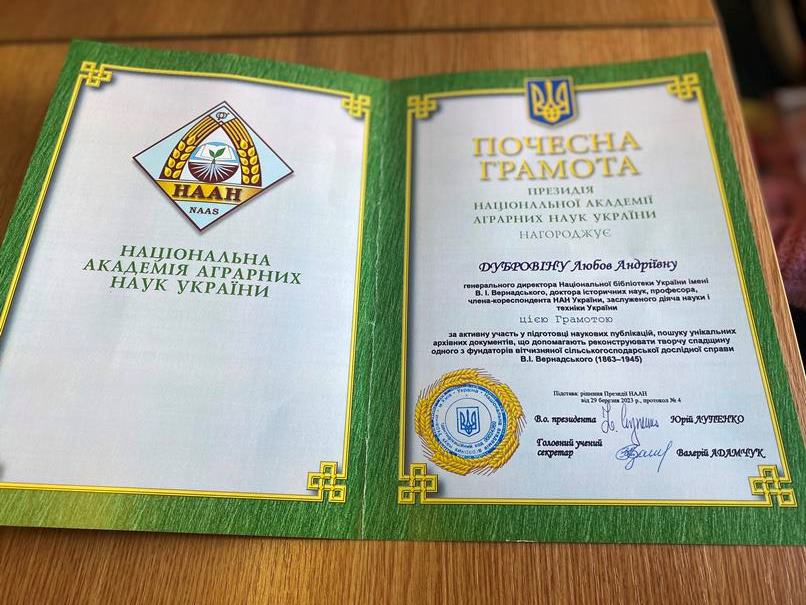 НААН
NAAS
НАЦІОНАЛЬНА
АКАДЕМІЯ АГРАРНИХ
НАУК УКРАЇНИ
ПОЧЕСНА
ГРАМОТА
ПРЕЗИДІЯ
НАЦІОНАЛЬНОЇ АКАДЕМІЇ
АГРАРНИХ НАУК УКРАЇНИ
НАГОРОДЖУЄ
ДУБРОВІНУ Любов Андріївну
генерального директора Національної бібліотеки України імені
В. І. Вернадського, доктора історичних наук, професора,
члена-кореспондента НАН України, заслуженого діяча науки і
техніки України
цією Грамотою
за активну участь у підготовці наукових публікацій, пошуку унікальних
архівних документів, що допомагають реконструювати творчу спадщину
одного з фундаторів вітчизняної сільськогосподарської дослідної справи
В.І. Вернадського (1863–1945)
Підстава: рішення Президії НААН
від 29 березня 2023 р., протокол № 4
В.о. президента Юрій ЛУПЕНКО
Головний учений
секретар Валерій АДАМЧУК